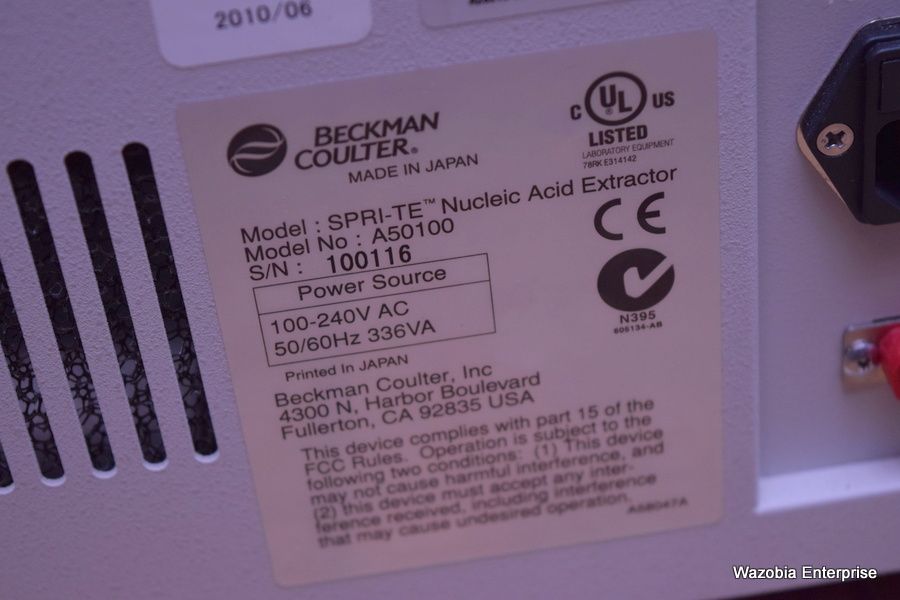 2010/06
BECKMAN
COULTER®
MADE IN JAPAN
C UL® US
LISTED
LABORATORY EQUIPMENT
78RK E314142
Model : SPRI-TE™ Nucleic Acid Extractor
Model No : A50100
S/N : 100116
CE
Power Source
100-240V AC
50/60Hz 336VA
N395
606134-AB
Printed In JAPAN
Beckman Coulter, Inc
4300 N, Harbor Boulevard
Fullerton, CA 92835 USA
This device complies with part 15 of the
FCC Rules. Operation is subject to the
following two conditions: (1) This device
may not cause harmful interference, and
(2) this device must accept any inter-
ference received, including interference
that may cause undesired operation.
A58047A
Wazobia Enterprise